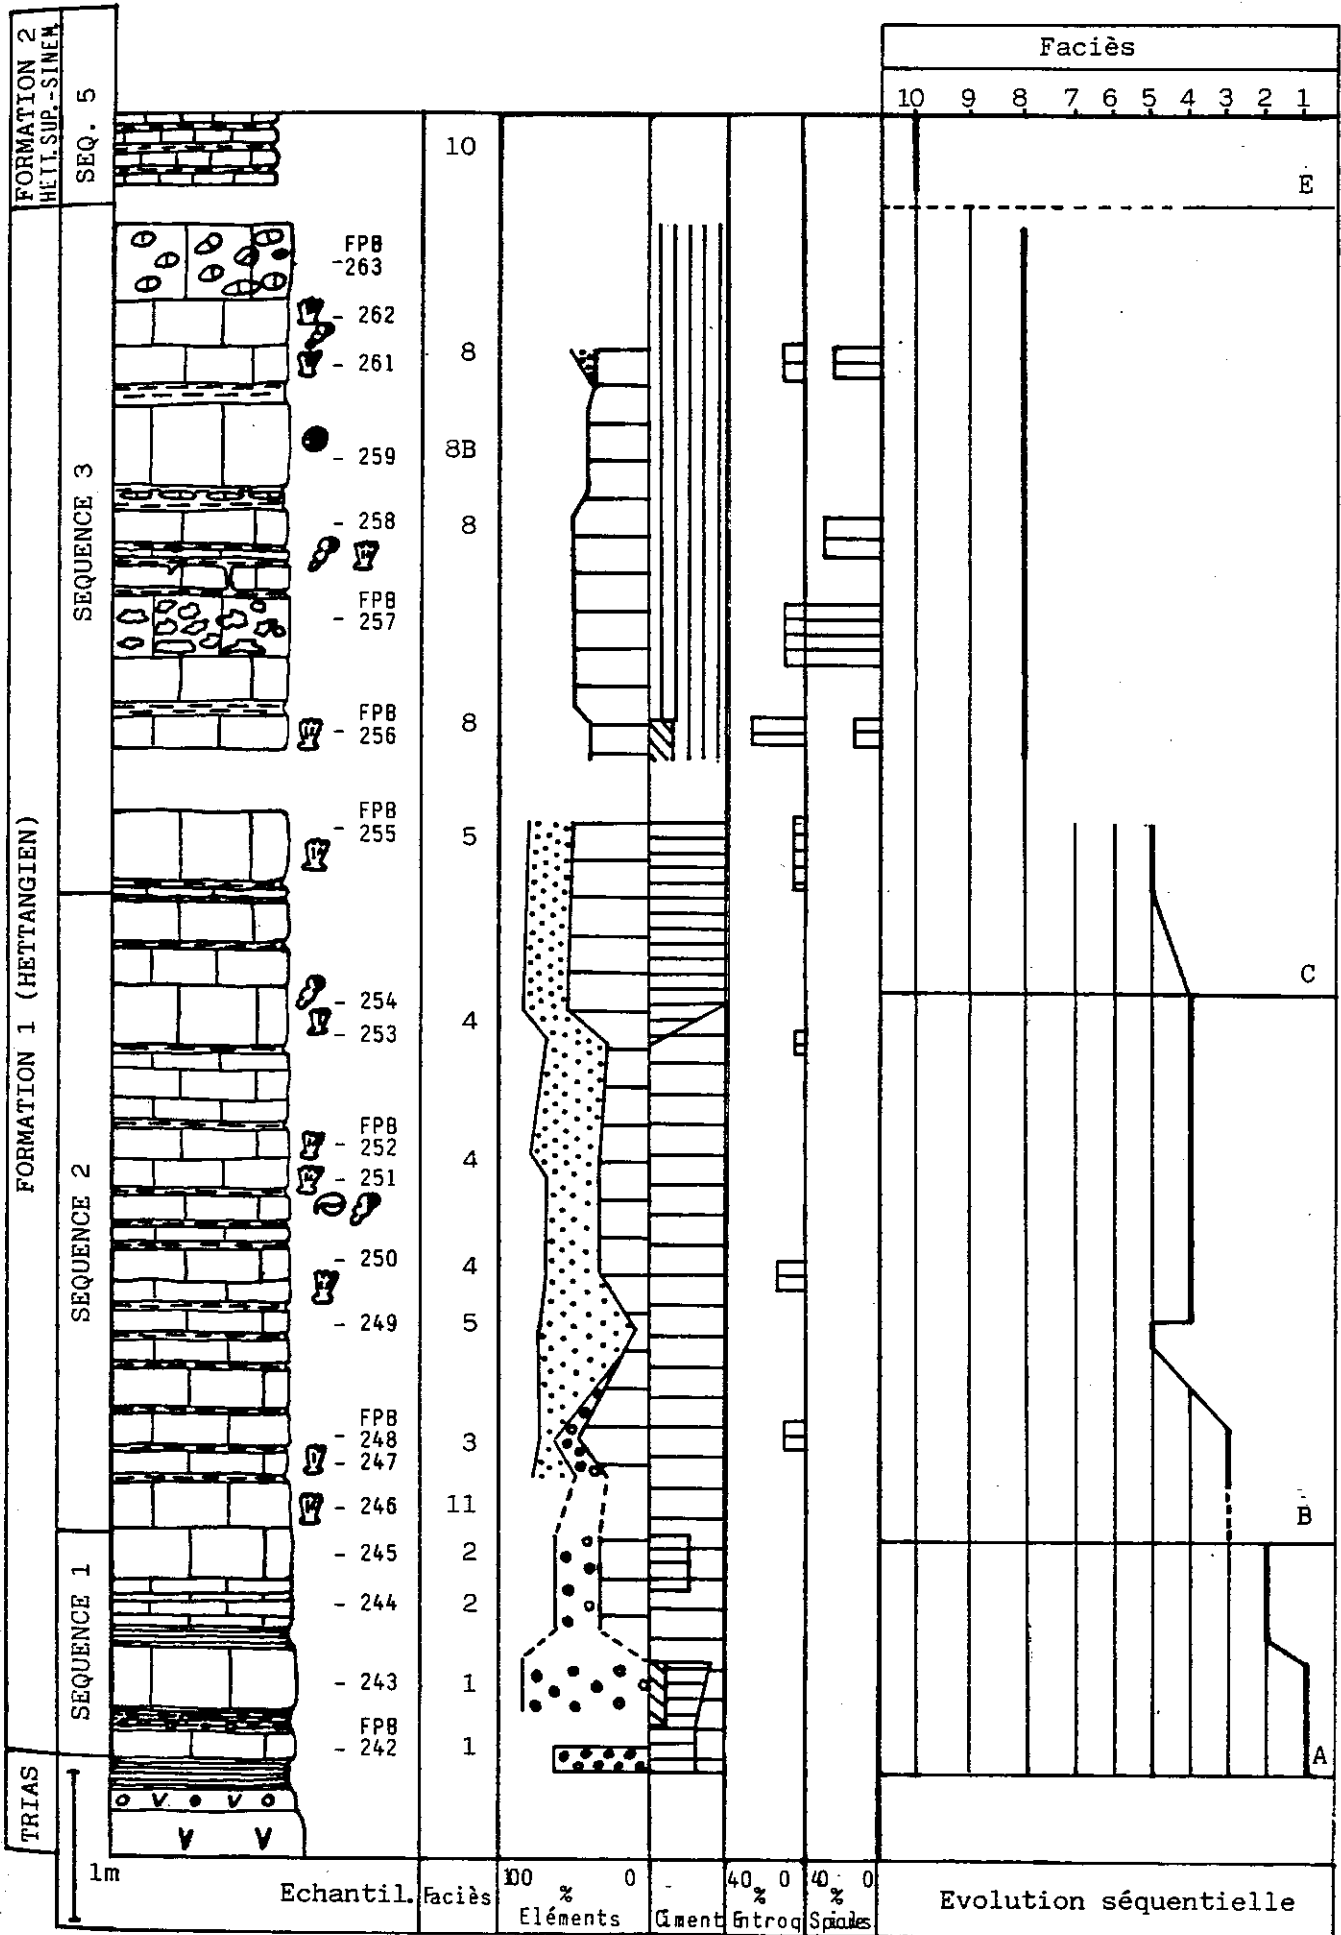 Faciès
10 9 8 7 6 5 4 3 2 1
FORMATION 2
HETT.SUP.-SINEM.
SEQ. 5
10
E
FORMATION 1 (HETTANGIEN)
SEQUENCE 3
FPB
- 263
- 262
- 261 8
- 259 8B
- 258 8
FPB
- 257
FPB
- 256 8
FPB
- 255 5
SEQUENCE 2
C
- 254
- 253 4
FPB
- 252 4
- 251
- 250 4
- 249 5
FPB
- 248 3
- 247
- 246 11
B
SEQUENCE 1
- 245 2
- 244 2
- 243 1
FPB
- 242 1
A
TRIAS
V V
V V
1m
Echantil.
Faciès
100 % 0
Eléments
Ciment
40 % 0
Entroq
40 % 0
Spicules
Evolution séquentielle